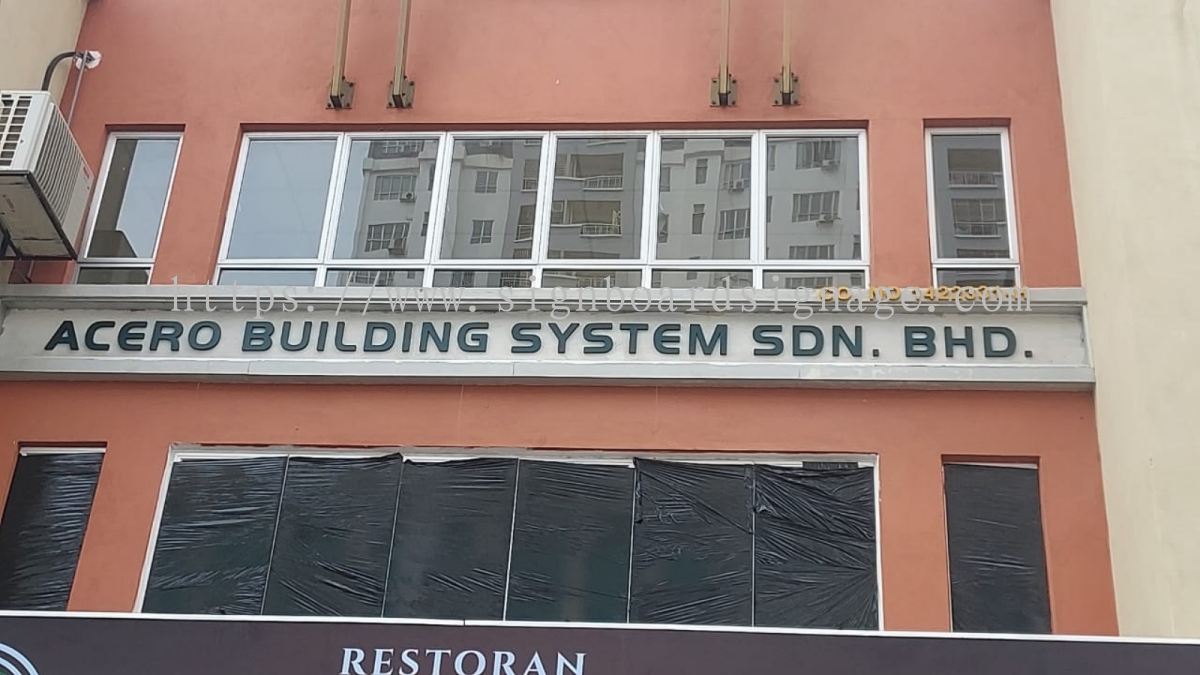 https://www.signboardsignage.com
ACERO BUILDING SYSTEM SDN. BHD.
RESTORAN